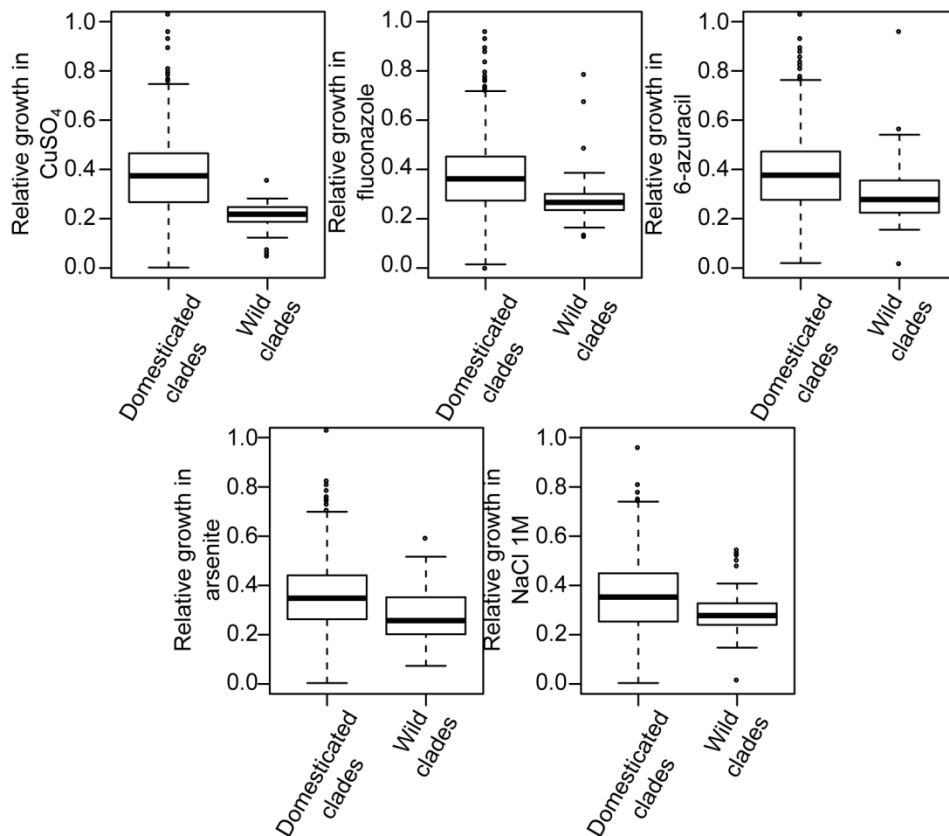 Relative growth in
CuSO4
1.0
0.8
0.6
0.4
0.2
0.0
Domesticated
clades
Wild
clades
Relative growth in
fluconazole
1.0
0.8
0.6
0.4
0.2
0.0
Domesticated
clades
Wild
clades
Relative growth in
6-azuracil
1.0
0.8
0.6
0.4
0.2
0.0
Domesticated
clades
Wild
clades
Relative growth in
arsenite
1.0
0.8
0.6
0.4
0.2
0.0
Domesticated
clades
Wild
clades
Relative growth in
NaCl 1M
1.0
0.8
0.6
0.4
0.2
0.0
Domesticated
clades
Wild
clades